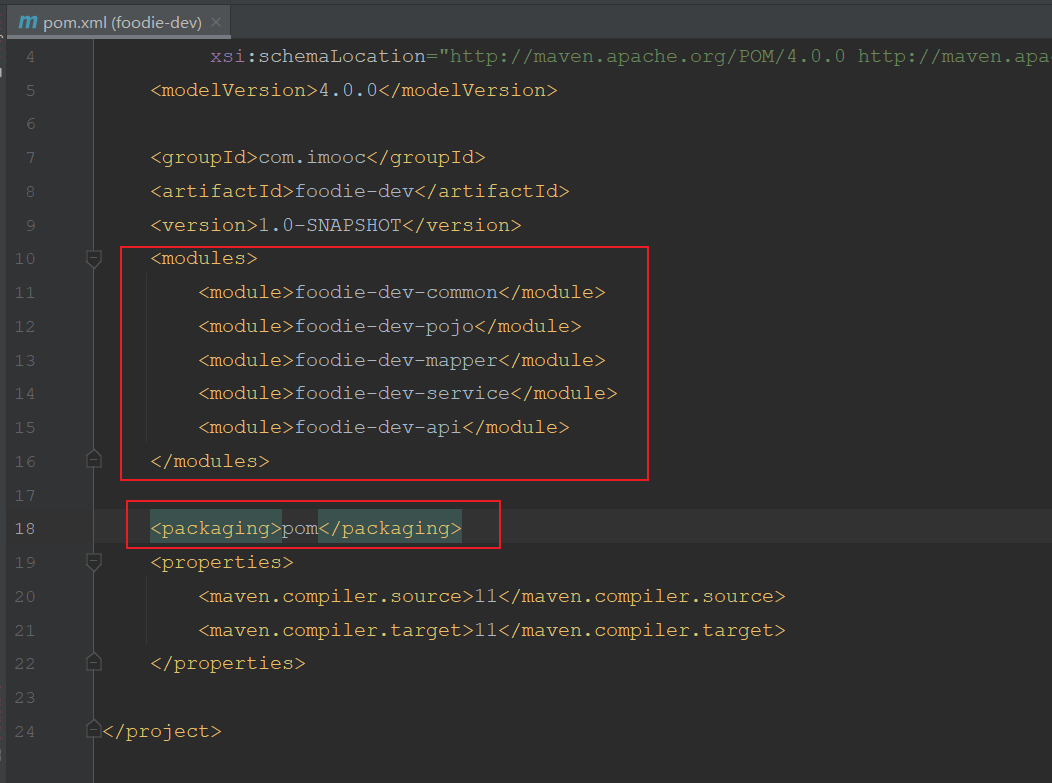 m pom.xml (foodie-dev) ×
4 xsi:schemaLocation="http://maven.apache.org/POM/4.0.0 http://maven.apa
5 <modelVersion>4.0.0</modelVersion>
6
7 <groupId>com.imooc</groupId>
8 <artifactId>foodie-dev</artifactId>
9 <version>1.0-SNAPSHOT</version>
10 <modules>
11 <module>foodie-dev-common</module>
12 <module>foodie-dev-pojo</module>
13 <module>foodie-dev-mapper</module>
14 <module>foodie-dev-service</module>
15 <module>foodie-dev-api</module>
16 </modules>
17
18 <packaging>pom</packaging>
19 <properties>
20 <maven.compiler.source>11</maven.compiler.source>
21 <maven.compiler.target>11</maven.compiler.target>
22 </properties>
23
24 </project>